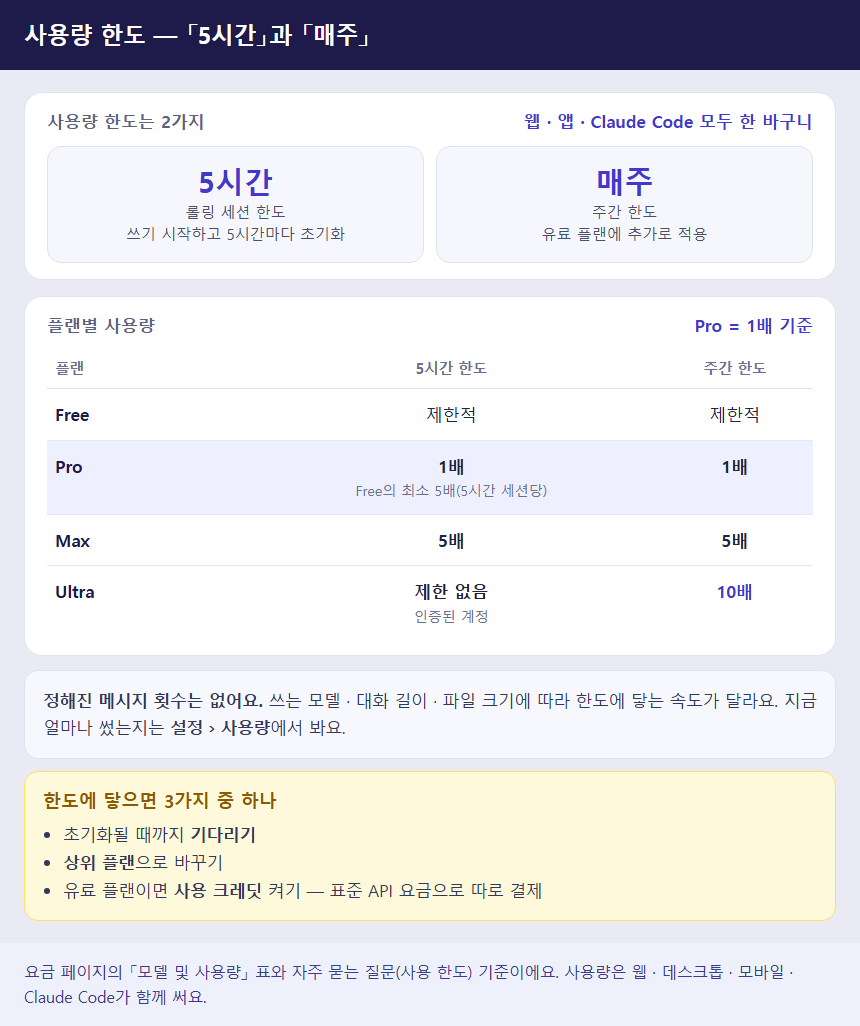 사용량 한도 — 「5시간」과 「매주」
사용량 한도는 2가지
웹 · 앱 · Claude Code 모두 한 바구니
5시간
롤링 세션 한도
쓰기 시작하고 5시간마다 초기화
매주
주간 한도
유료 플랜에 추가로 적용
플랜별 사용량
Pro = 1배 기준
플랜 5시간 한도 주간 한도
Free 제한적 제한적
Pro 1배 1배
Free의 최소 5배(5시간 세션당)
Max 5배 5배
Ultra 제한 없음 10배
인증된 계정
정해진 메시지 횟수는 없어요. 쓰는 모델 · 대화 길이 · 파일 크기에 따라 한도에 닿는 속도가 달라요. 지금
얼마나 썼는지는 설정 › 사용량에서 봐요.
한도에 닿으면 3가지 중 하나
• 초기화될 때까지 기다리기
• 상위 플랜으로 바꾸기
• 유료 플랜이면 사용 크레딧 켜기 — 표준 API 요금으로 따로 결제
요금 페이지의 「모델 및 사용량」 표와 자주 묻는 질문(사용 한도) 기준이에요. 사용량은 웹 · 데스크톱 · 모바일 ·
Claude Code가 함께 써요.